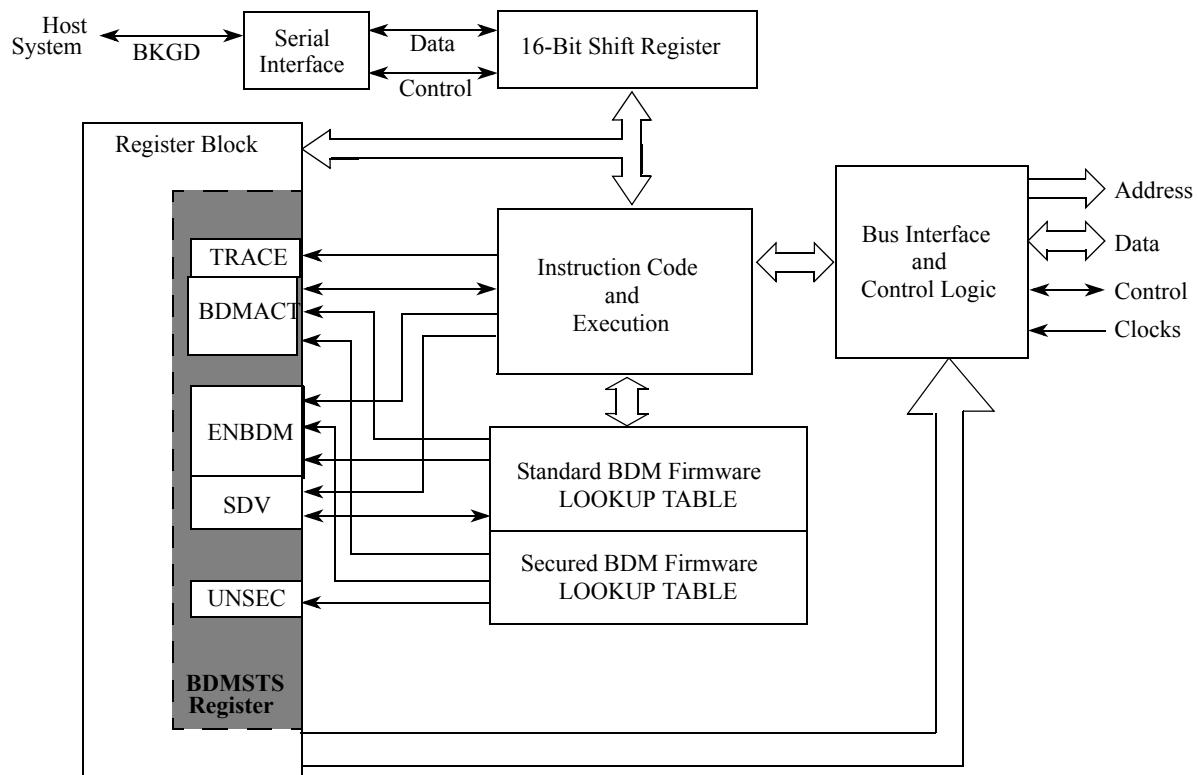 Host
System
BKGD
Serial
Interface
Data
Control
16-Bit Shift Register
Register Block
TRACE
BDMACT
ENBDM
SDV
UNSEC
BDMSTS
Register
Instruction Code
and
Execution
Standard BDM Firmware
LOOKUP TABLE
Secured BDM Firmware
LOOKUP TABLE
Bus Interface
and
Control Logic
Address
Data
Control
Clocks